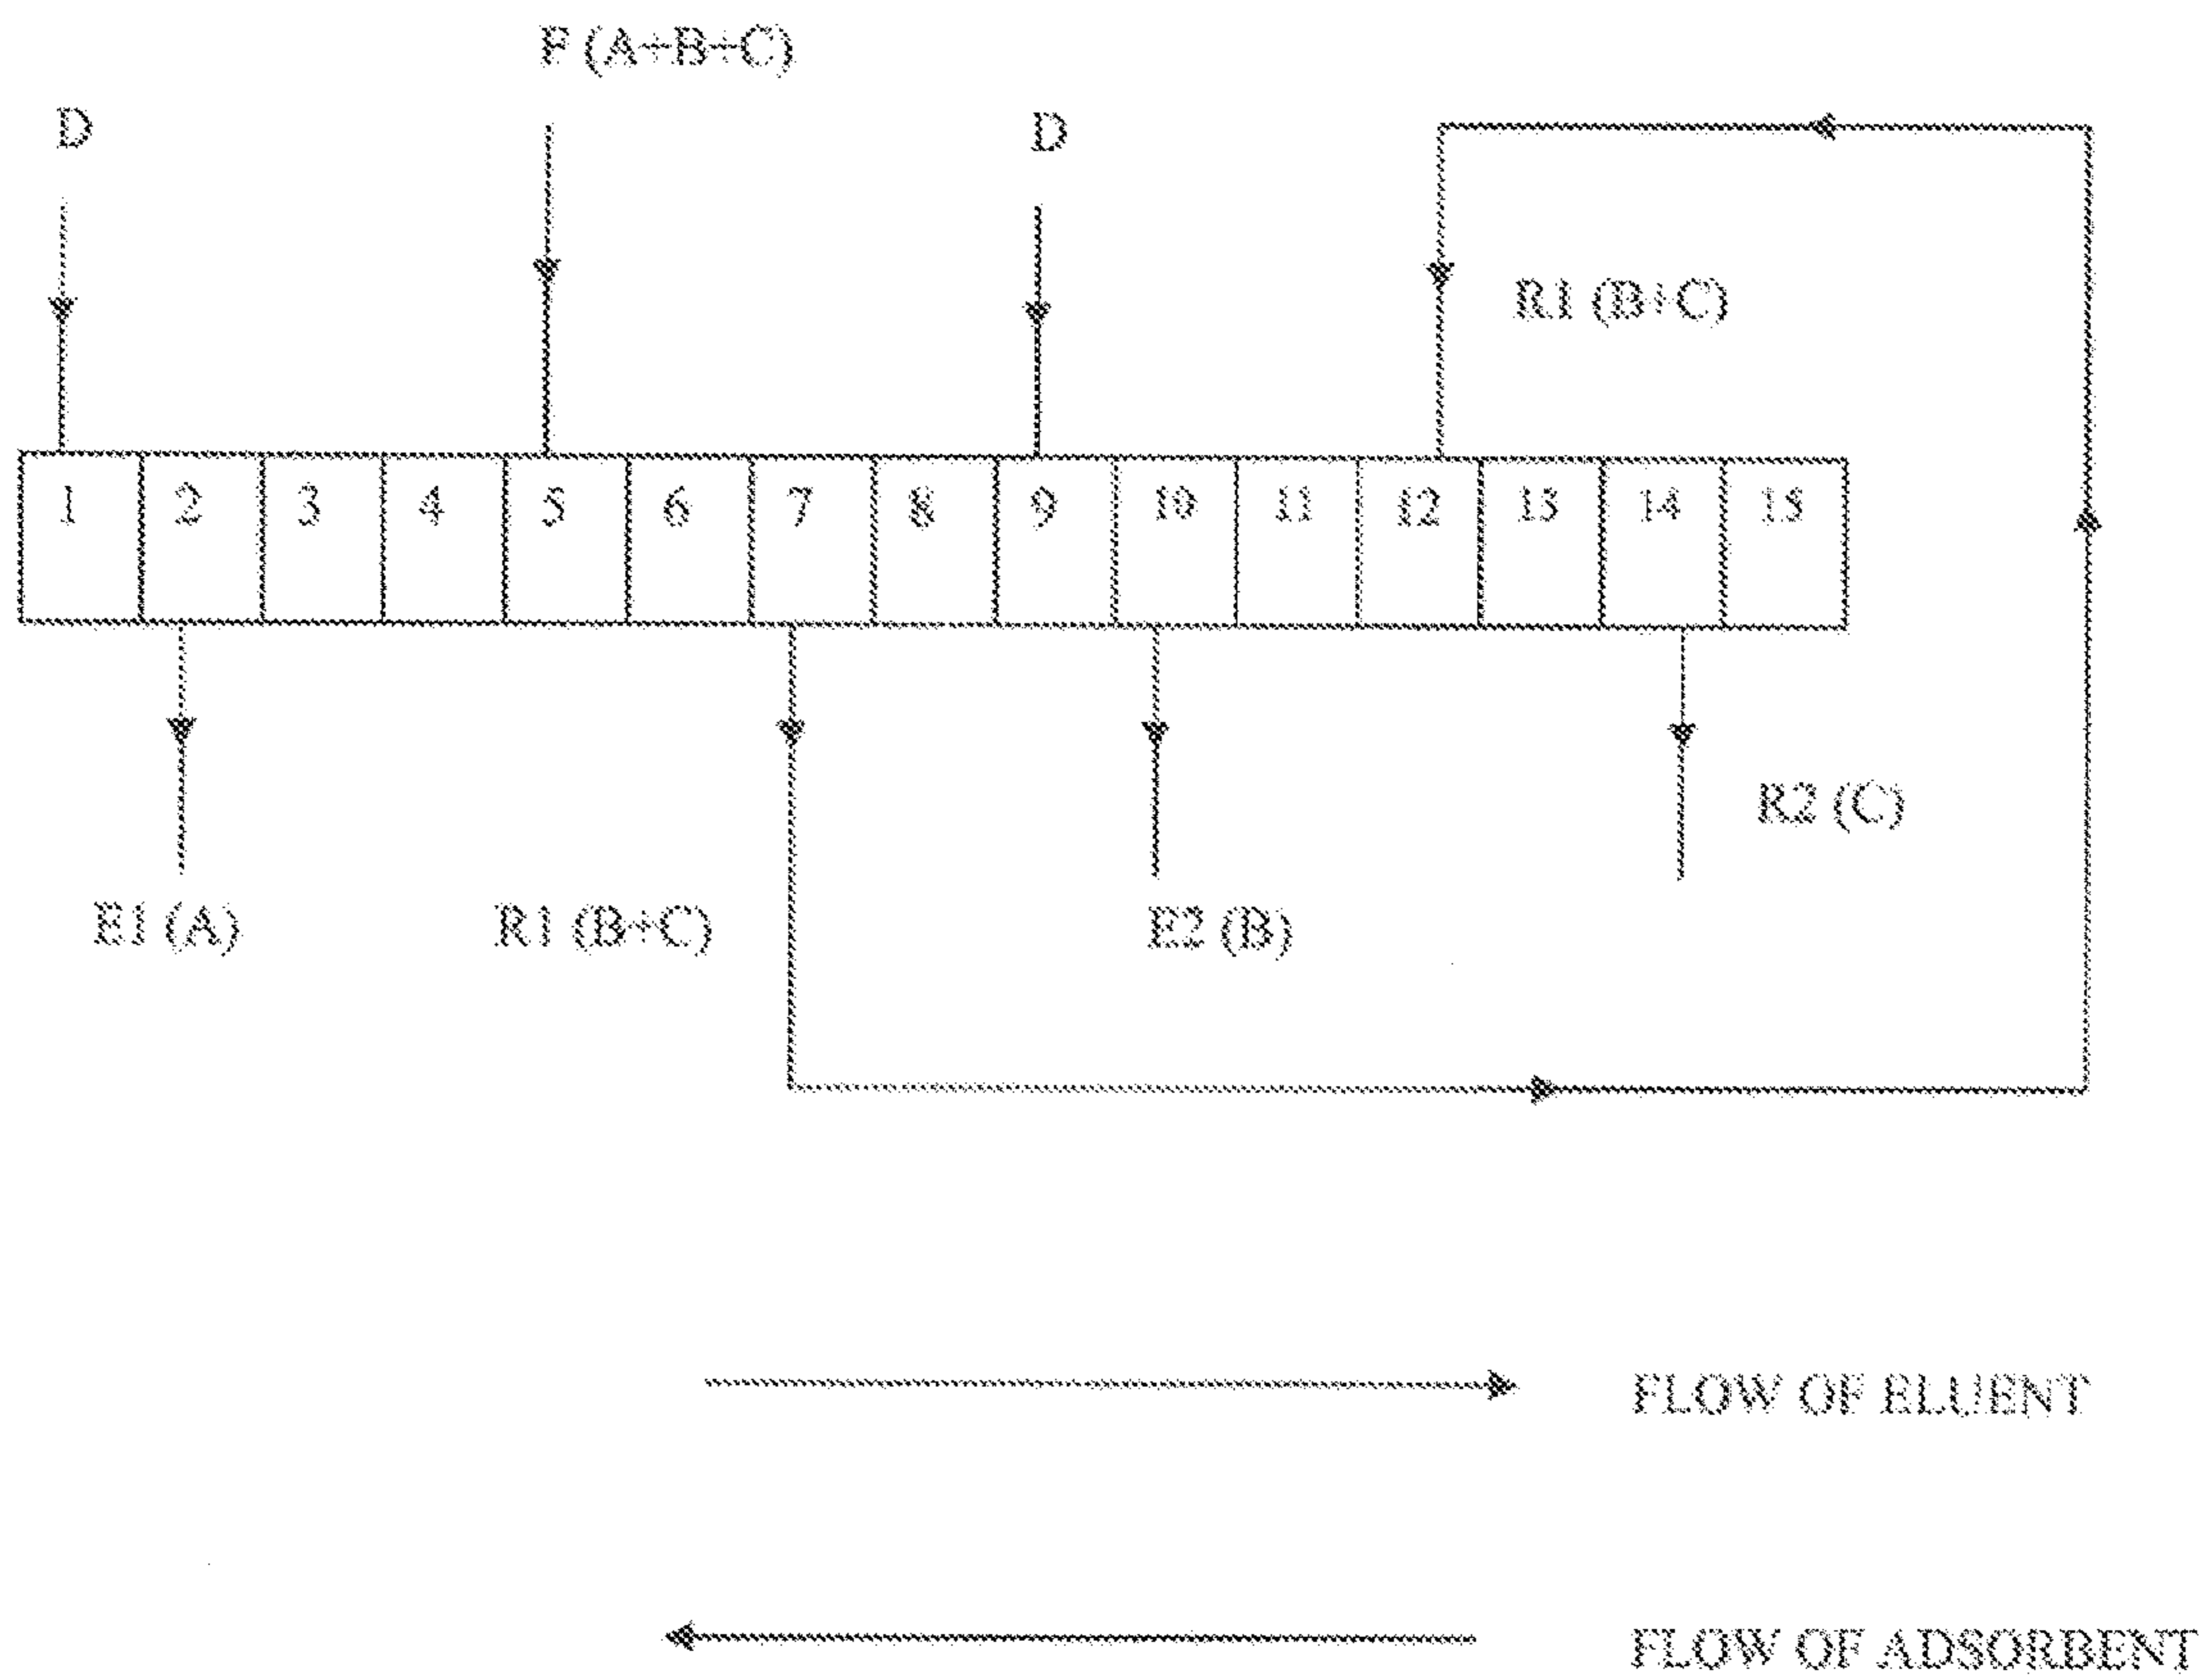 F (A+B+C)
D
D
R1 (B+C)
1 2 3 4 5 6 7 8 9 10 11 12 13 14 15
R2 (C)
E1 (A)
R1 (B+C)
E2 (B)
FLOW OF ELUENT
FLOW OF ADSORBENT